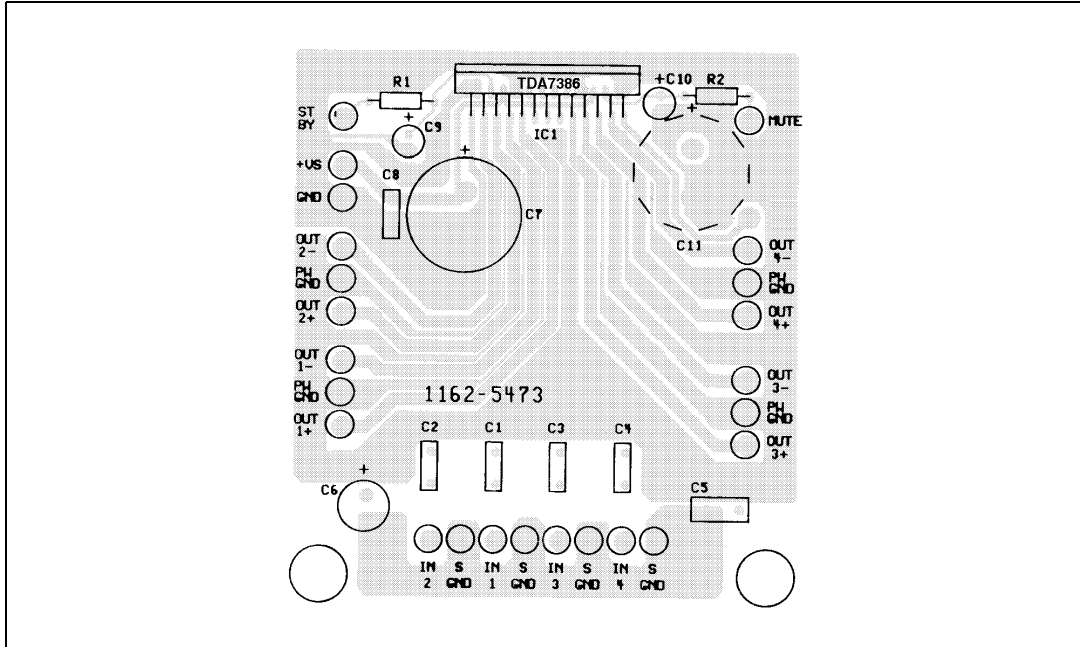 +C10 R2
R1
TDA7386
ST
BY
+
+
C9
IC1
MUTE
+VS
+
C8
GND
C7
OUT
2-
C11
OUT
4-
PW
GND
PW
GND
OUT
2+
OUT
4+
OUT
1-
OUT
3-
PW
GND
1162-5473
PW
GND
OUT
1+
C2 C1 C3 C4
OUT
3+
+
C6
C5
IN S IN S IN S IN S
2 GND 1 GND 3 GND 4 GND